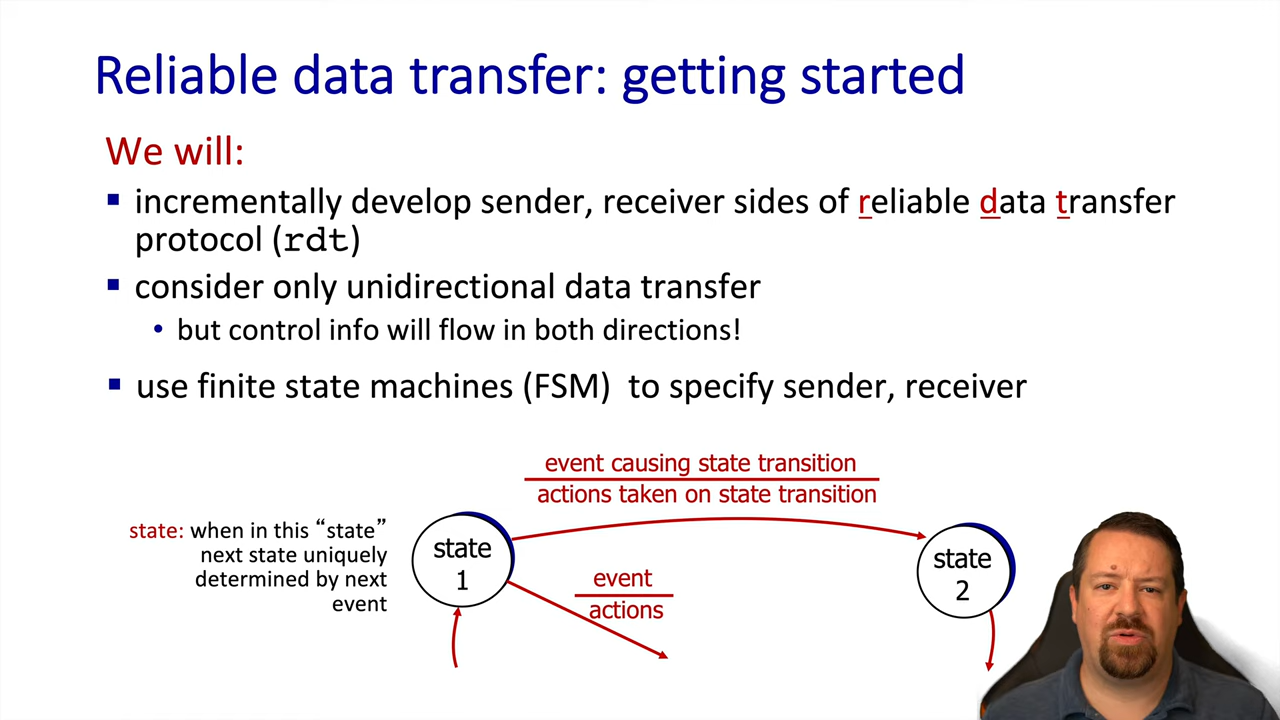 Reliable data transfer: getting started
We will:
▪ incrementally develop sender, receiver sides of reliable data transfer
protocol (rdt)
▪ consider only unidirectional data transfer
• but control info will flow in both directions!
▪ use finite state machines (FSM) to specify sender, receiver
event causing state transition
actions taken on state transition
state: when in this “state”
next state uniquely
determined by next
event
state
1
event
actions
state
2